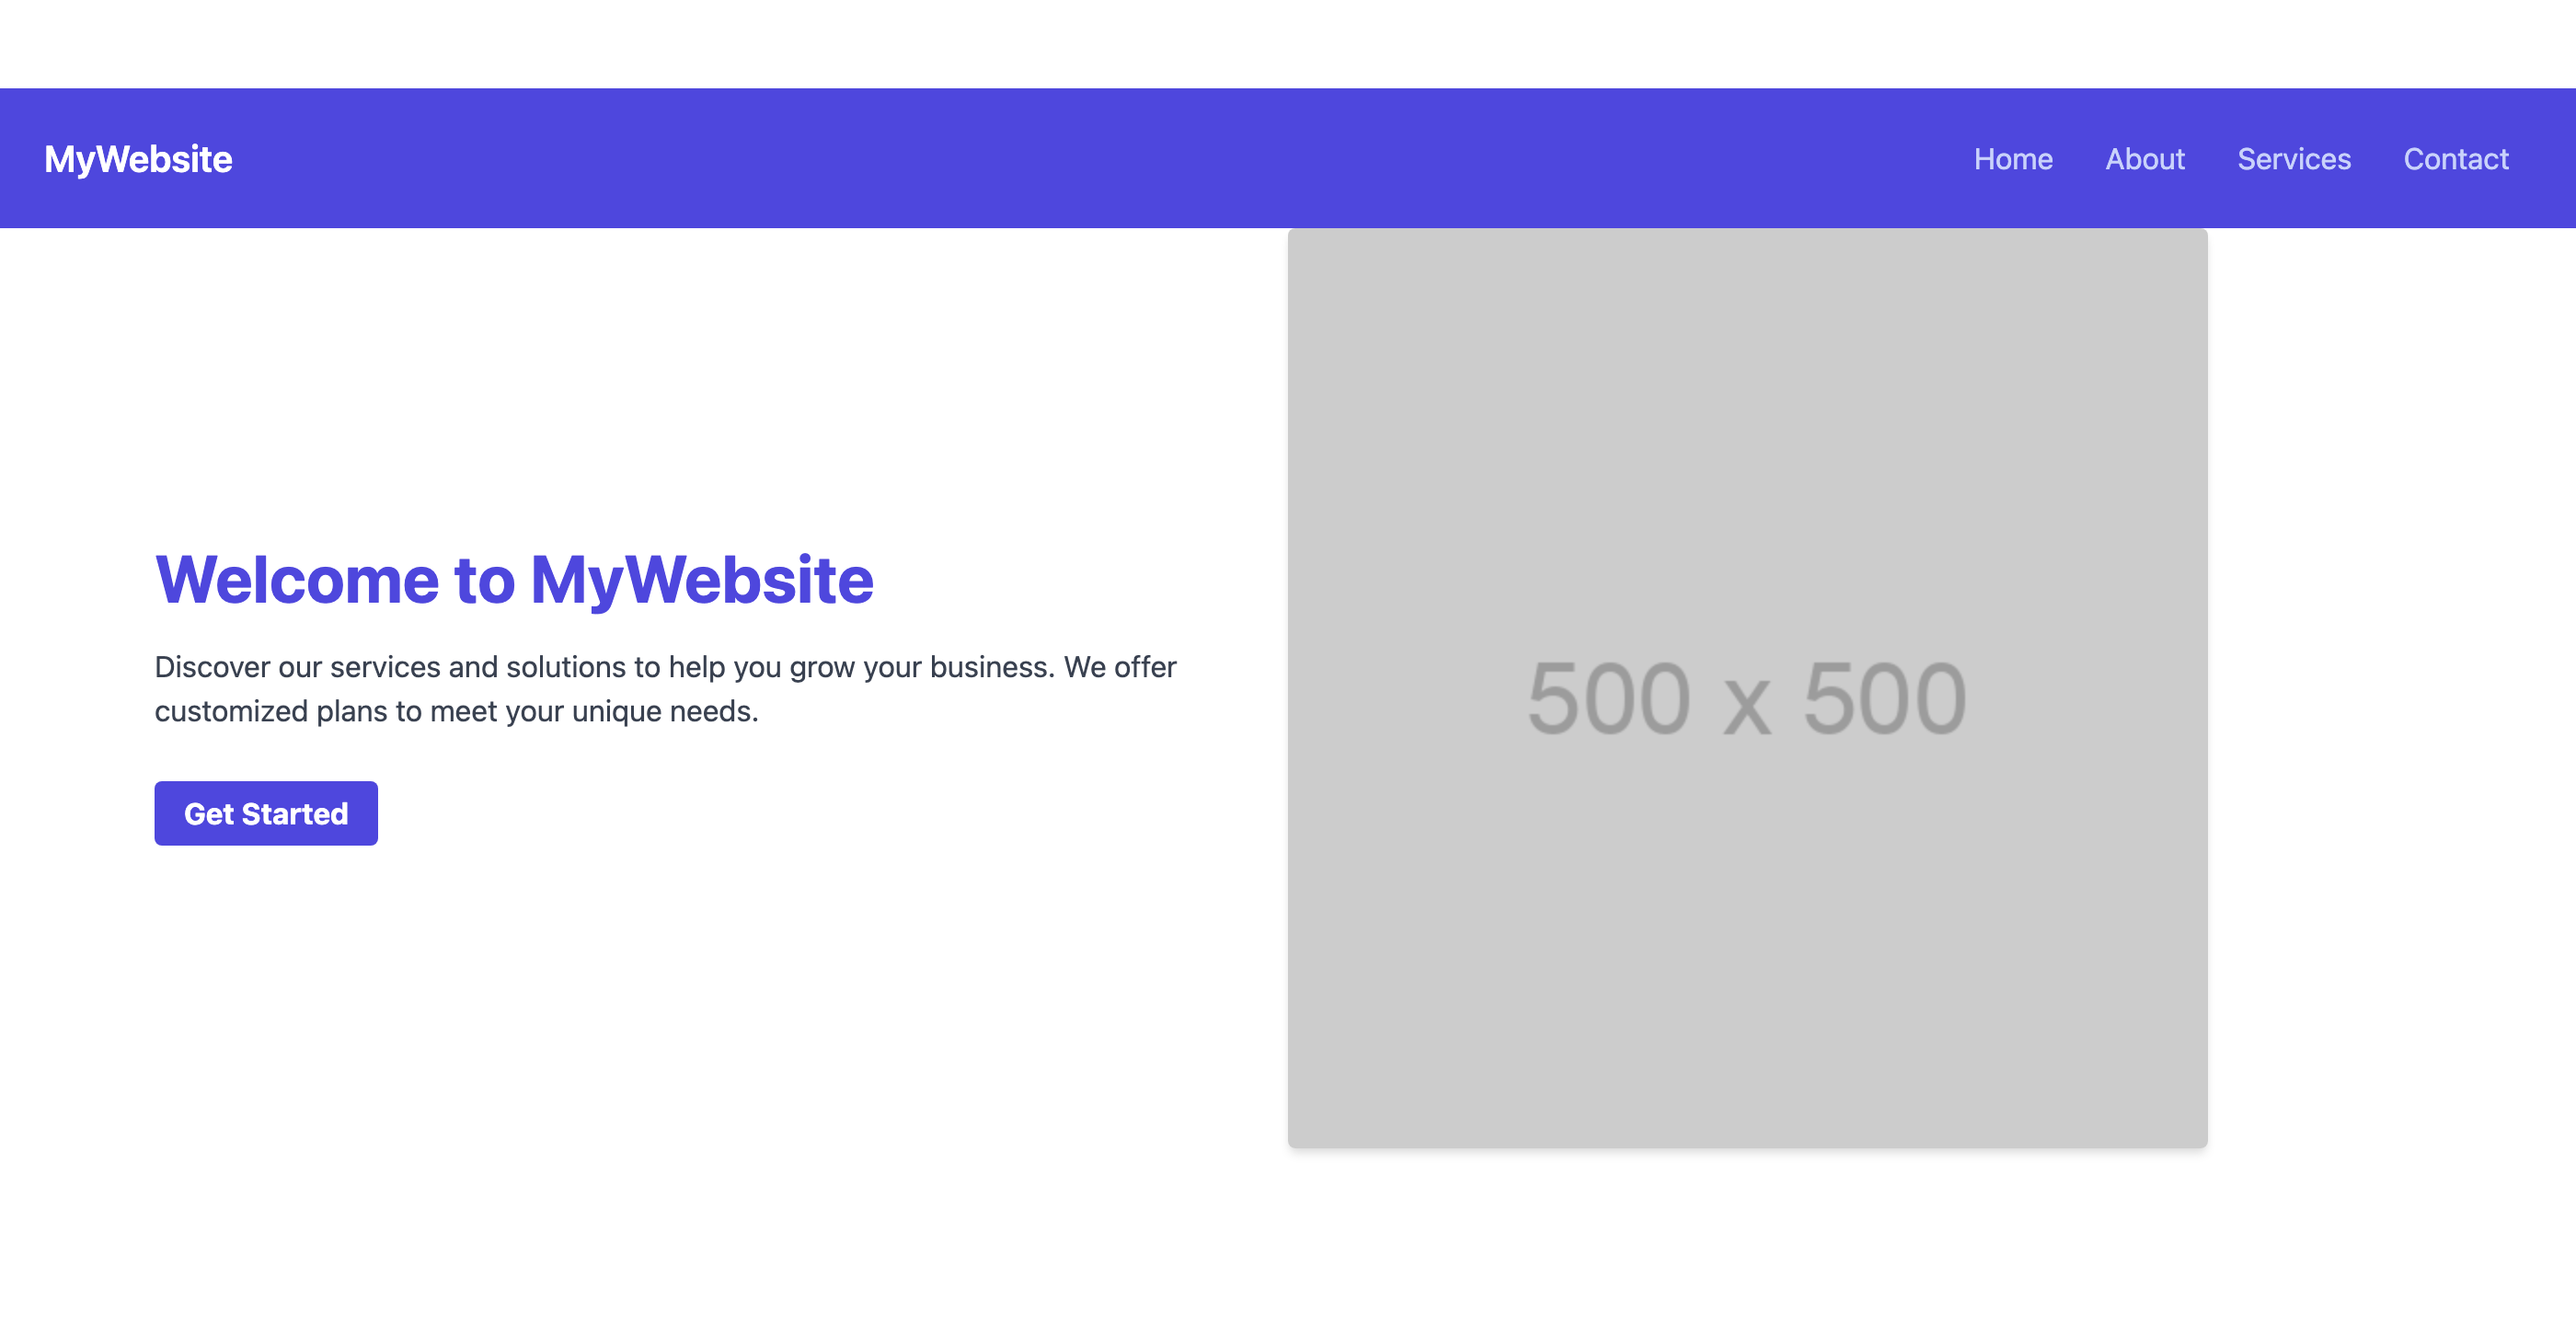 MyWebsite
Home About Services Contact
Welcome to MyWebsite
Discover our services and solutions to help you grow your business. We offer
customized plans to meet your unique needs.
Get Started
500 x 500